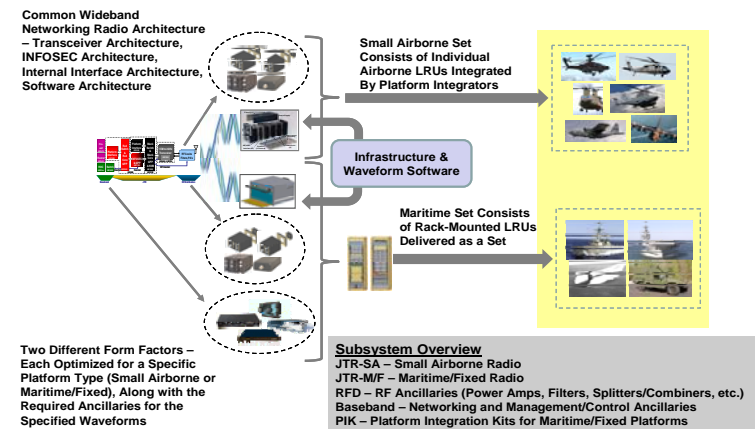 Common Wideband
Networking Radio Architecture
– Transceiver Architecture,
INFOSEC Architecture,
Internal Interface Architecture,
Software Architecture
Small Airborne Set
Consists of Individual
Airborne LRUs Integrated
By Platform Integrators
Infrastructure &
Waveform Software
Maritime Set Consists
of Rack-Mounted LRUs
Delivered as a Set
Two Different Form Factors –
Each Optimized for a Specific
Platform Type (Small Airborne or
Maritime/Fixed), Along with the
Required Ancillaries for the
Specified Waveforms
Subsystem Overview
JTR-SA – Small Airborne Radio
JTR-M/F – Maritime/Fixed Radio
RFD – RF Ancillaries (Power Amps, Filters, Splitters/Combiners, etc.)
Baseband – Networking and Management/Control Ancillaries
PIK – Platform Integration Kits for Maritime/Fixed Platforms